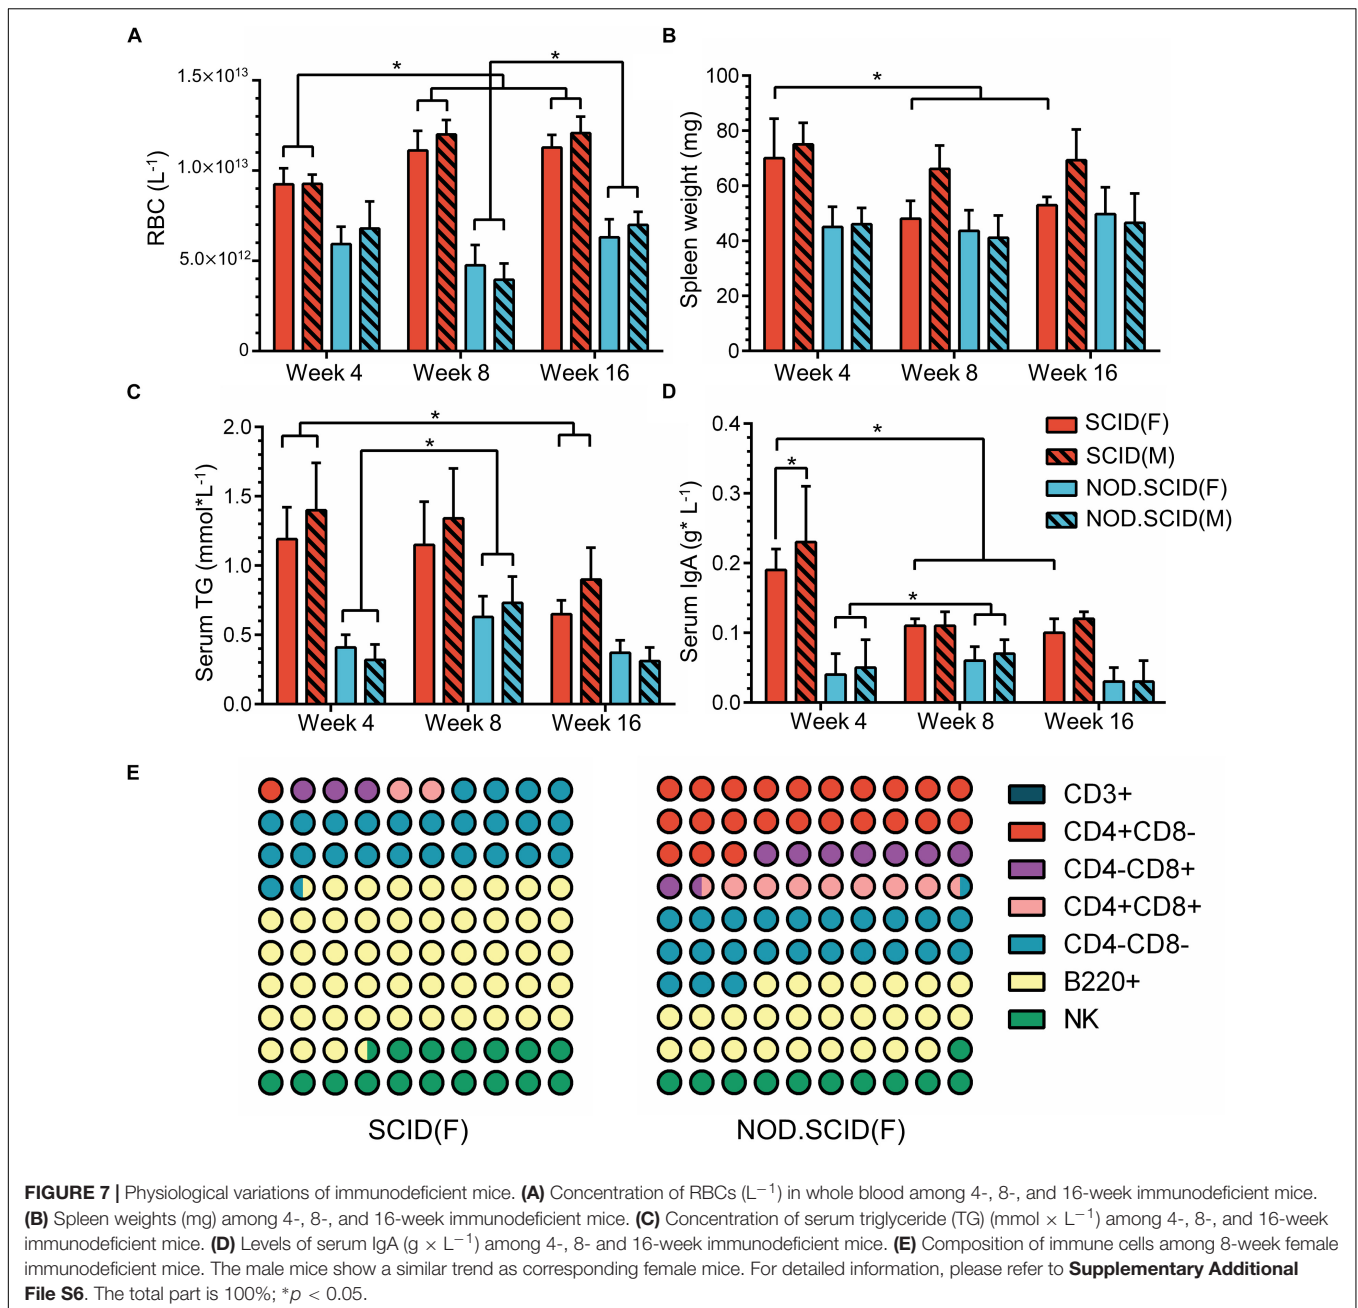 A
*
*
1.5×10¹³
1.0×10¹³
5.0×10¹²
0
RBC (L⁻¹)
Week 4 Week 8 Week 16
B
*
100
80
60
40
20
0
Spleen weight (mg)
Week 4 Week 8 Week 16
C
*
*
2.0
1.5
1.0
0.5
0.0
Serum TG (mmol*L⁻¹)
Week 4 Week 8 Week 16
D
*
*
*
0.4
0.3
0.2
0.1
0.0
Serum IgA (g* L⁻¹)
Week 4 Week 8 Week 16
SCID(F)
SCID(M)
NOD.SCID(F)
NOD.SCID(M)
E
SCID(F)
NOD.SCID(F)
CD3+
CD4+CD8-
CD4-CD8+
CD4+CD8+
CD4-CD8-
B220+
NK
FIGURE 7 | Physiological variations of immunodeficient mice. (A) Concentration of RBCs (L⁻¹) in whole blood among 4-, 8-, and 16-week immunodeficient mice.
(B) Spleen weights (mg) among 4-, 8-, and 16-week immunodeficient mice. (C) Concentration of serum triglyceride (TG) (mmol × L⁻¹) among 4-, 8-, and 16-week
immunodeficient mice. (D) Levels of serum IgA (g × L⁻¹) among 4-, 8- and 16-week immunodeficient mice. (E) Composition of immune cells among 8-week female
immunodeficient mice. The male mice show a similar trend as corresponding female mice. For detailed information, please refer to Supplementary Additional
File S6. The total part is 100%; *p < 0.05.